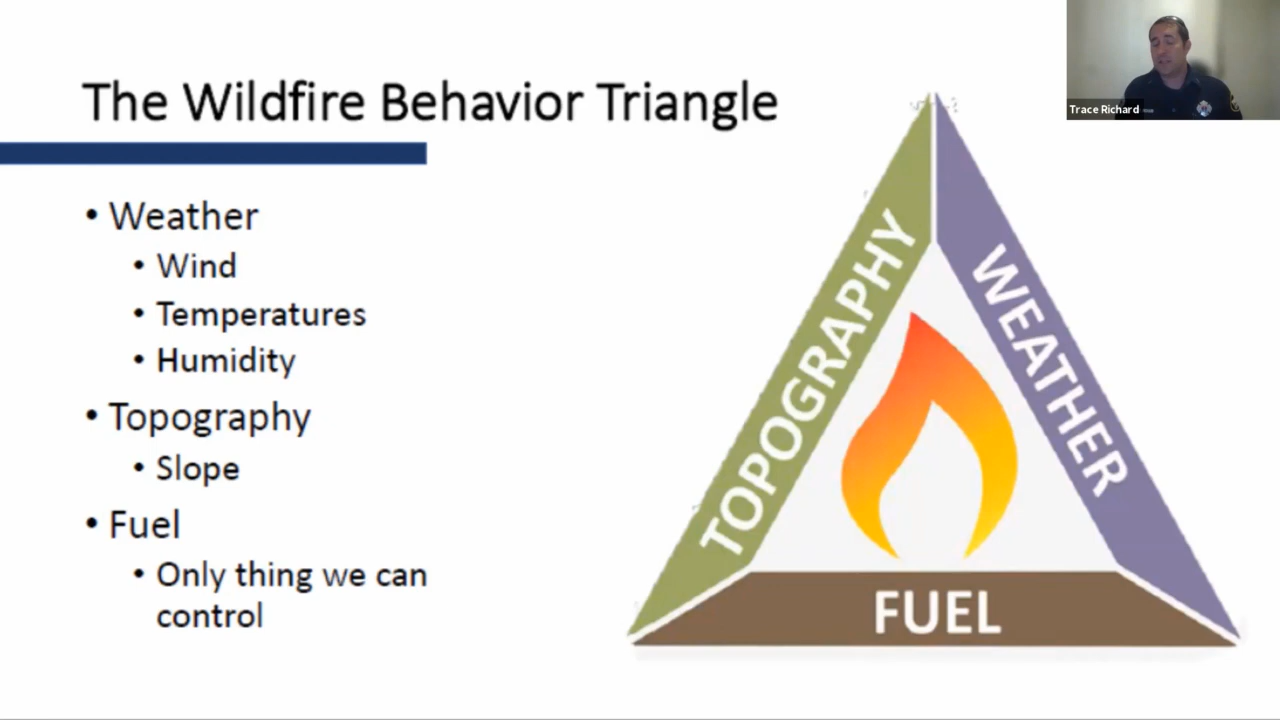 The Wildfire Behavior Triangle
• Weather
• Wind
• Temperatures
• Humidity
• Topography
• Slope
• Fuel
• Only thing we can
control
TOPOGRAPHY
WEATHER
FUEL
Trace Richard